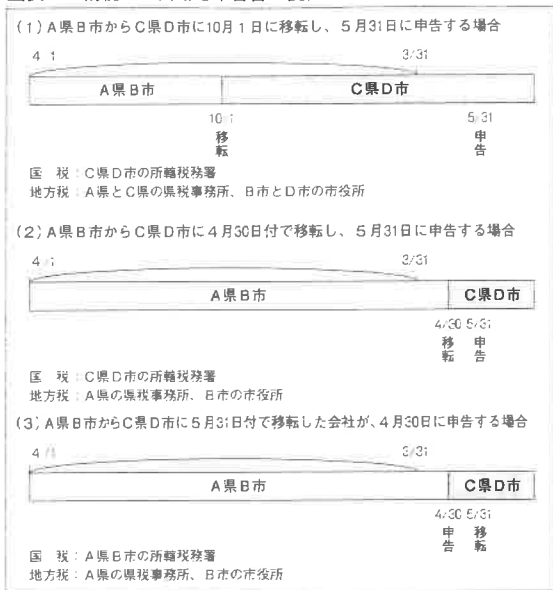 (1)A県B市からC県D市に10月1日に移転し、5月31日に申告する場合
4 1 3/31
A県B市 C県D市
10/1 5/31
移転 申告
国 税：C県D市の所轄税務署
地方税：A県とC県の県税事務所、B市とD市の市役所
(2)A県B市からC県D市に4月30日付で移転し、5月31日に申告する場合
4/1 3/31
A県B市 C県D市
4/30 5/31
移転 申告
国 税：C県D市の所轄税務署
地方税：A県の県税事務所、B市の市役所
(3)A県B市からC県D市に5月31日付で移転した会社が、4月30日に申告する場合
4/1 3/31
A県B市 C県D市
4/30 5/31
申告 移転
国 税：A県B市の所轄税務署
地方税：A県の県税事務所、B市の市役所